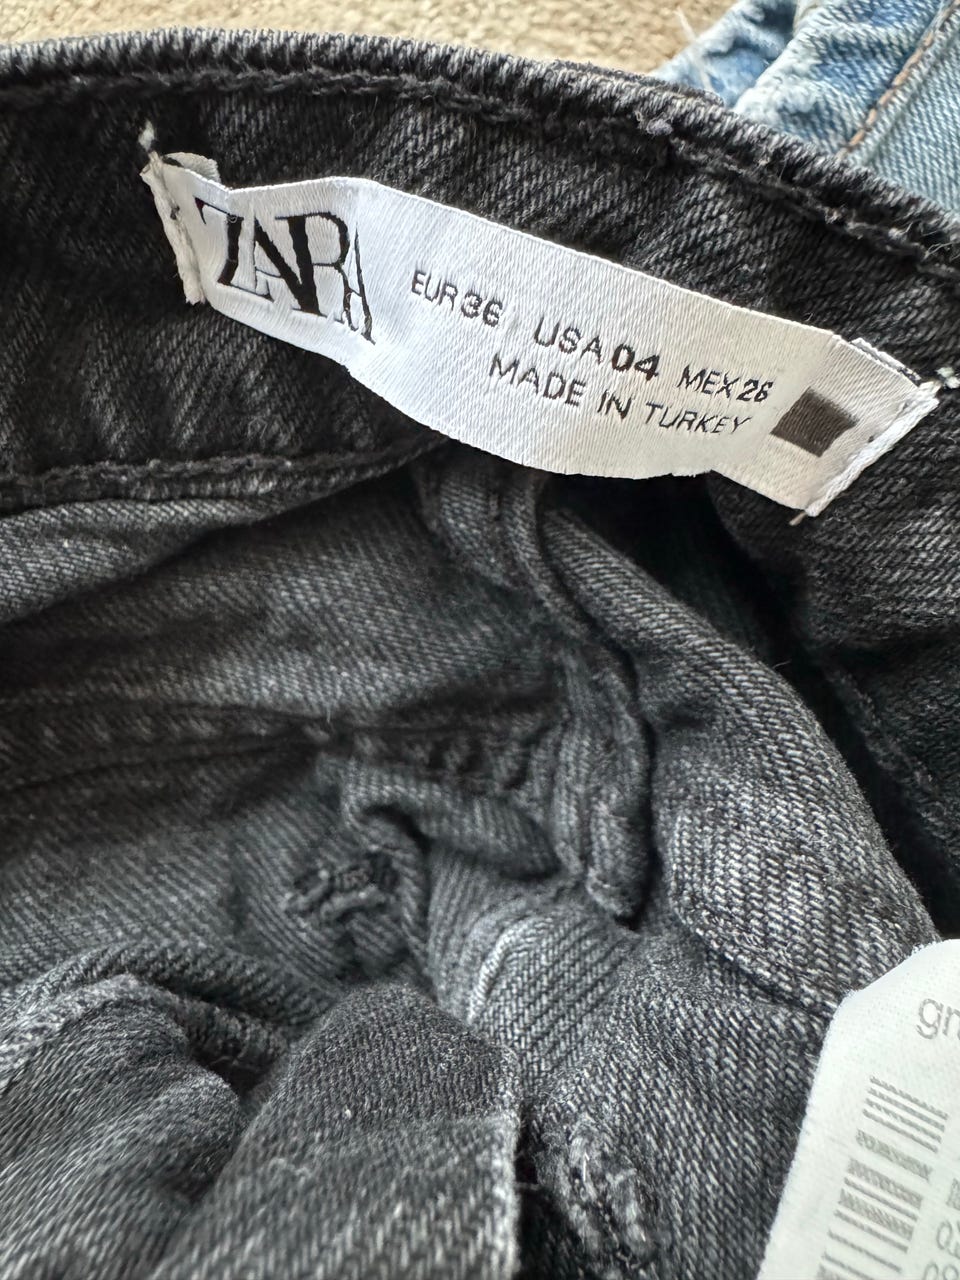 ZARA
EUR 36 USA 04 MEX 26
MADE IN TURKEY